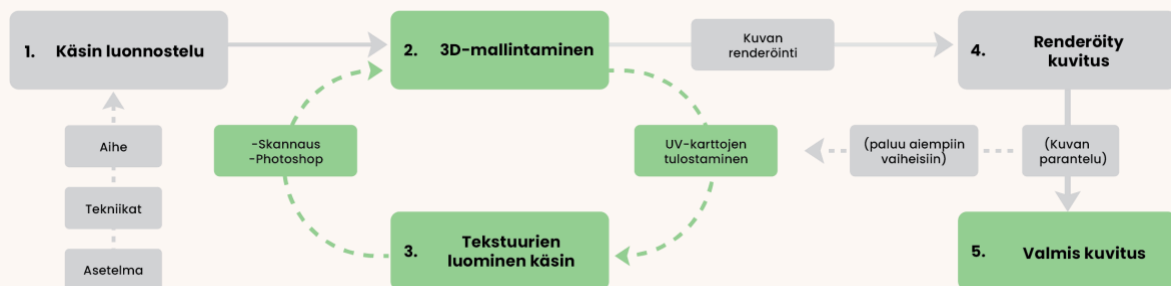 1. Käsin luonnostelu
2. 3D-mallintaminen
Kuvan
renderöinti
4. Renderöity
kuvitus
Aihe
Tekniikat
Asetelma
-Skannaus
-Photoshop
UV-karttojen
tulostaminen
(paluu aiempiin
vaiheisiin)
(Kuvan
parantelu)
3. Tekstuurien
luominen käsin
5. Valmis kuvitus